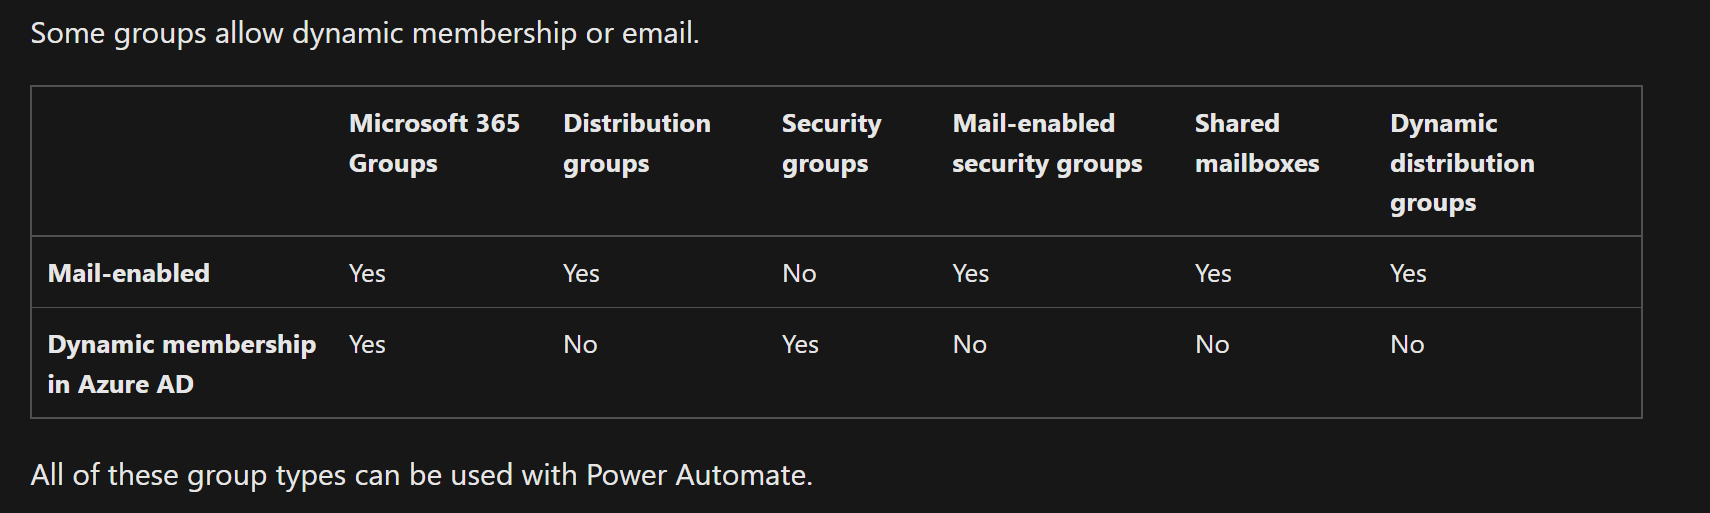 Some groups allow dynamic membership or email.
Microsoft 365 Groups Distribution groups Security groups Mail-enabled security groups Shared mailboxes Dynamic distribution groups
Mail-enabled Yes Yes No Yes Yes Yes
Dynamic membership in Azure AD Yes No Yes No No No
All of these group types can be used with Power Automate.